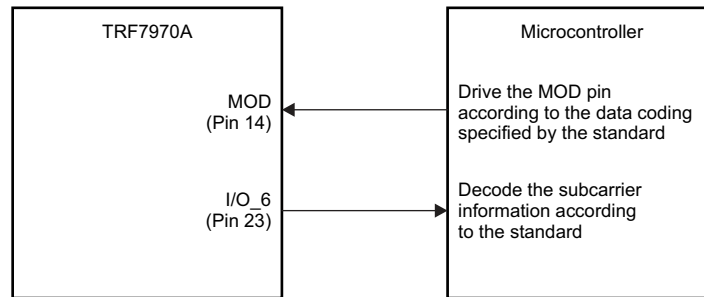 TRF7970A
Microcontroller
MOD
(Pin 14)
Drive the MOD pin
according to the data coding
specified by the standard
I/O_6
(Pin 23)
Decode the subcarrier
information according
to the standard